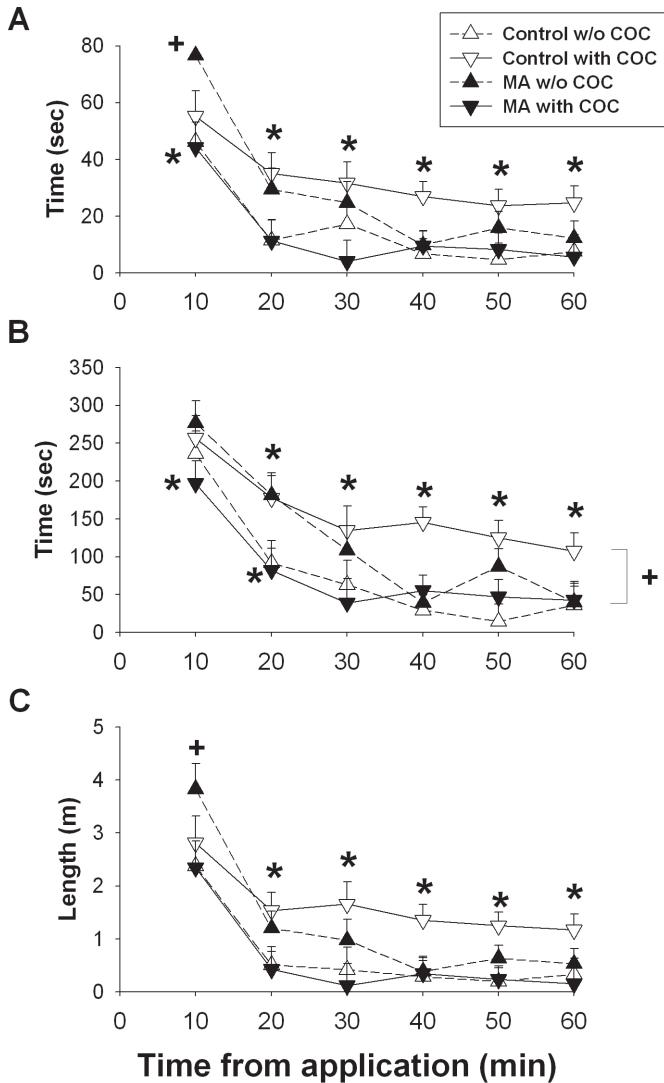 A
Control w/o COC
Control with COC
MA w/o COC
MA with COC
Time (sec)
80
60
40
20
0
+
*
* * * * *
0 10 20 30 40 50 60
B
Time (sec)
350
300
250
200
150
100
50
0
*
*
* * * * *
+
0 10 20 30 40 50 60
C
Length (m)
5
4
3
2
1
0
+
* * * * *
0 10 20 30 40 50 60
Time from application (min)